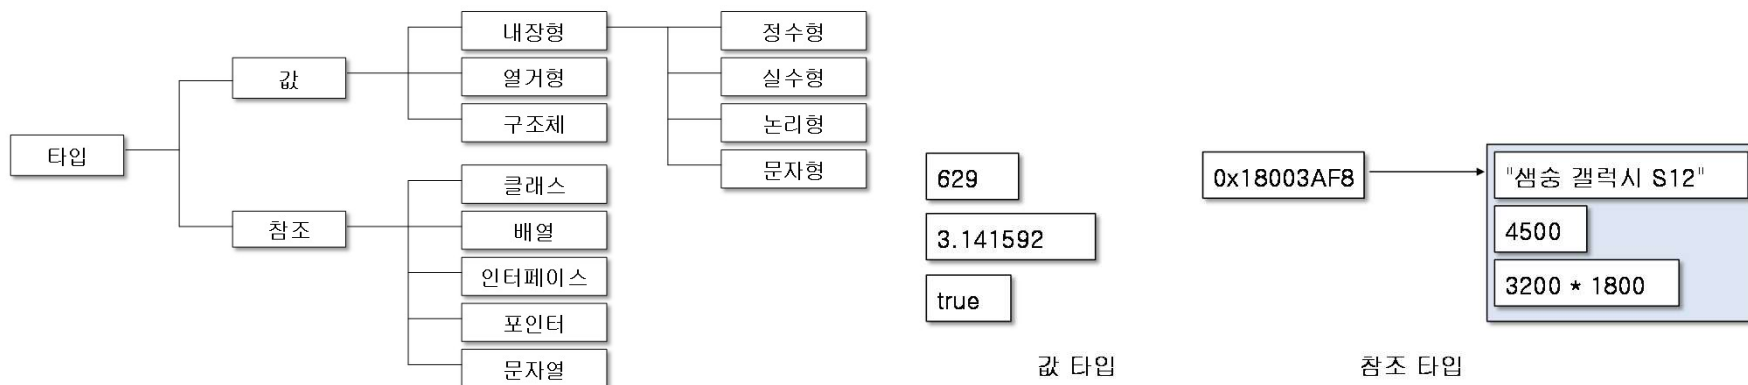 타입
값
참조
내장형
열거형
구조체
클래스
배열
인터페이스
포인터
문자열
정수형
실수형
논리형
문자형
629
3.141592
true
값 타입
0x18003AF8
"샘숭 갤럭시 S12"
4500
3200 * 1800
참조 타입